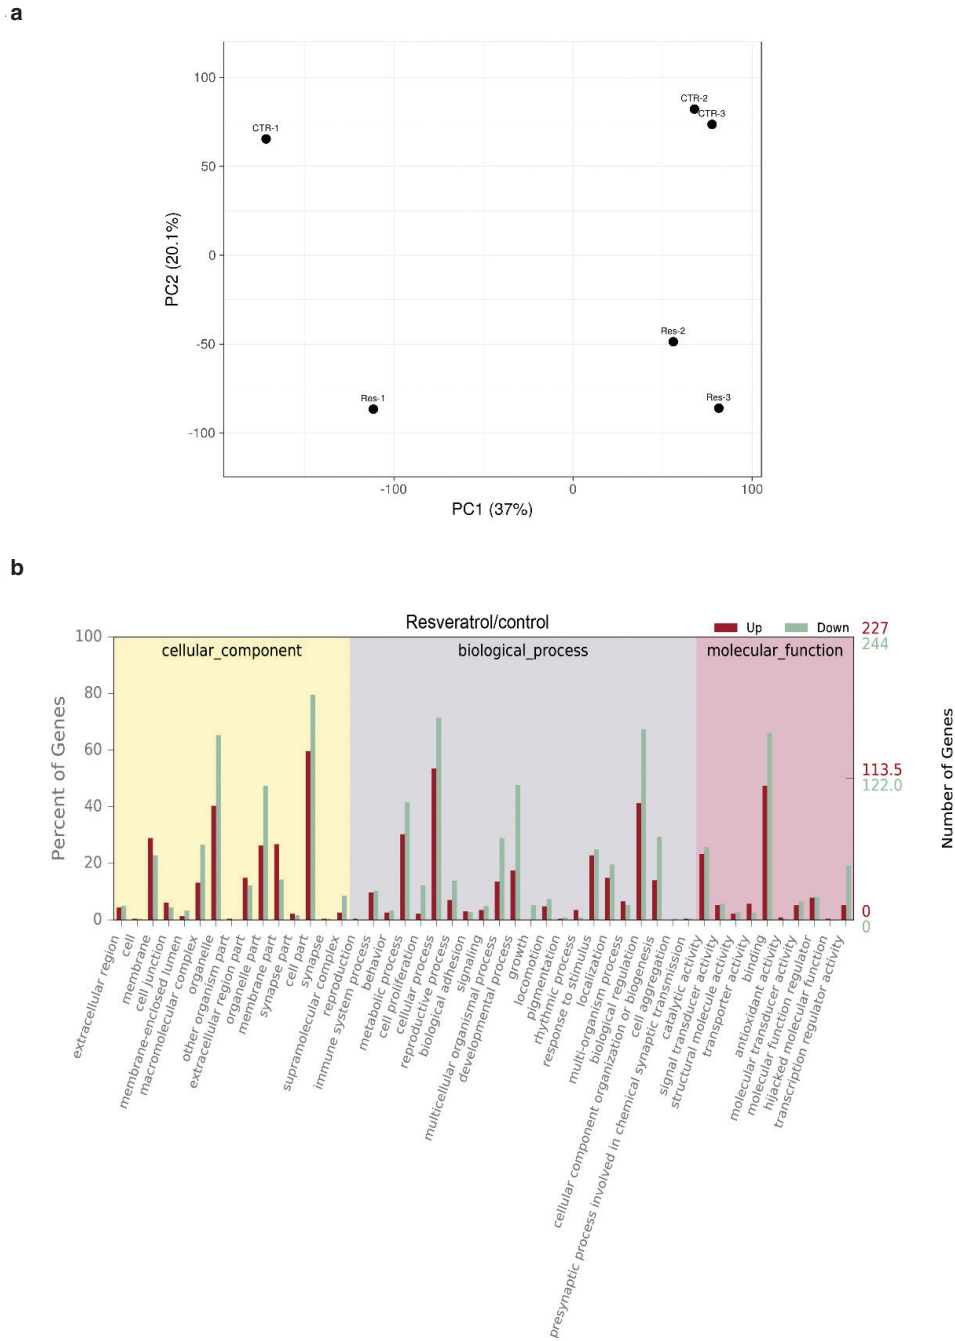 a
100
50
0
-50
-100
PC2 (20.1%)
CTR-1
CTR-2
CTR-3
Res-2
Res-1
Res-3
-100
0
100
PC1 (37%)
b
Resveratrol/control
Up
Down
227
244
cellular_component
biological_process
molecular_function
100
80
60
40
20
0
Percent of Genes
113.5
122.0
0
0
Number of Genes
extracellular region
cell
membrane
cell junction
membrane-enclosed lumen
macromolecular complex
organelle
other organism part
extracellular region part
organelle part
membrane part
synapse part
cell part
synapse
supramolecular complex
reproduction
immune system process
behavior
metabolic process
cell proliferation
cellular process
reproductive process
biological adhesion
signaling
multicellular organismal process
developmental process
growth
locomotion
pigmentation
rhythmic process
response to stimulus
localization
multi-organism process
biological regulation
cellular component organization or biogenesis
cell aggregation
presynaptic process involved in chemical synaptic transmission
catalytic activity
signal transducer activity
structural molecule activity
transporter activity
binding
antioxidant activity
molecular transducer activity
molecular function regulator
hijacked molecular function
transcription regulator activity